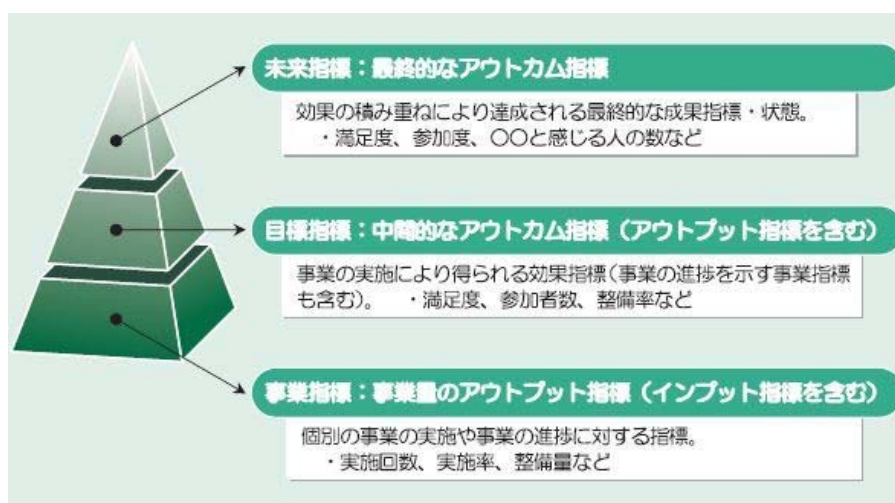 未来指標：最終的なアウトカム指標
効果の積み重ねにより達成される最終的な成果指標・状態。
・満足度、参加度、〇〇と感じる人の数など
目標指標：中間的なアウトカム指標（アウトプット指標を含む）
事業の実施により得られる効果指標（事業の進捗を示す事業指標
も含む）。　・満足度、参加者数、整備率など
事業指標：事業量のアウトプット指標（インプット指標を含む）
個別の事業の実施や事業の進捗に対する指標。
・実施回数、実施率、整備量など